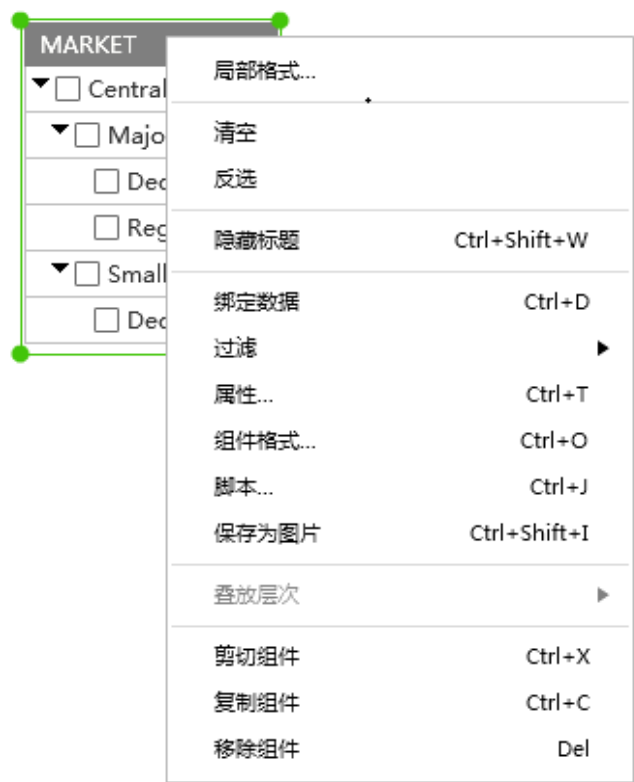 MARKET
Central
Majo
Dec
Reg
Small
Dec
局部格式...
清空
反选
隐藏标题 Ctrl+Shift+W
绑定数据 Ctrl+D
过滤
属性... Ctrl+T
组件格式... Ctrl+O
脚本... Ctrl+J
保存为图片 Ctrl+Shift+I
叠放层次
剪切组件 Ctrl+X
复制组件 Ctrl+C
移除组件 Del